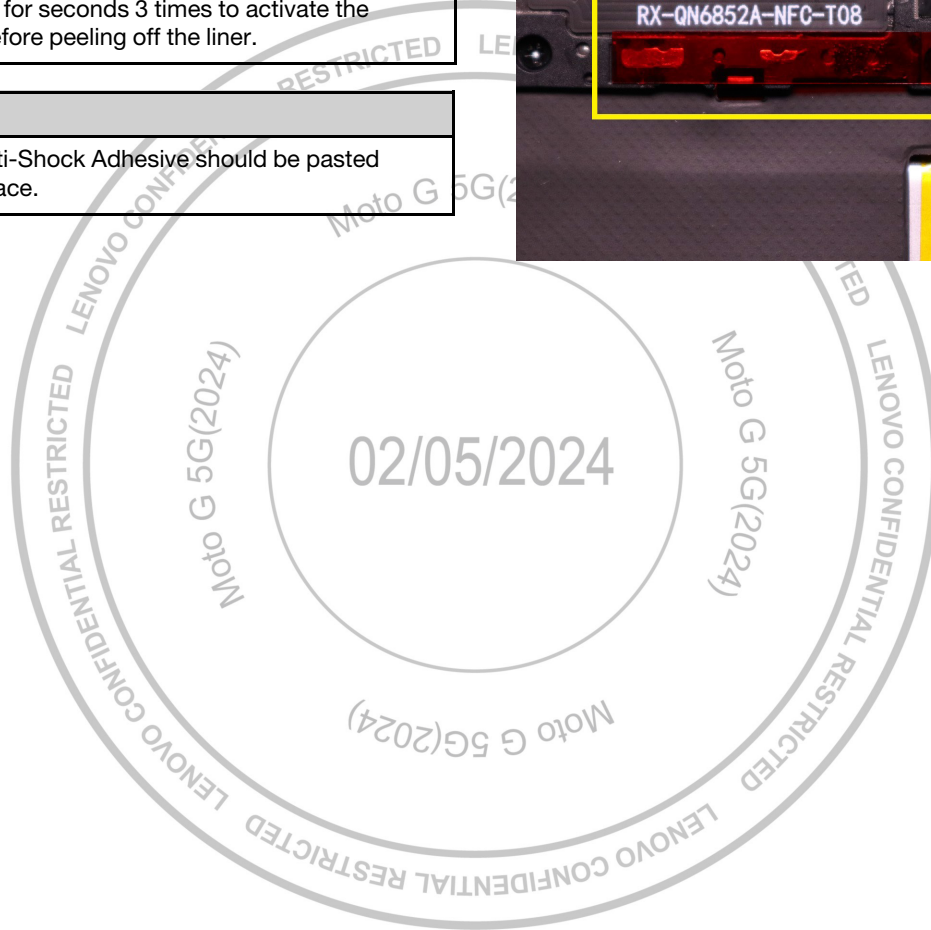 for seconds 3 times to activate the
efore peeling off the liner.
ti-Shock Adhesive should be pasted
ace.
RX-QN6852A-NFC-T08
RESTRICTED
LENOVO CONFIDENTIAL RESTRICTED
LENOVO CONFIDENTIAL RESTRICTED
LENOVO CONFIDENTIAL RESTRICTED
Moto G 5G(2
Moto G 5G(2024)
Moto G 5G(2024)
02/05/2024
Moto G 5G(2024)